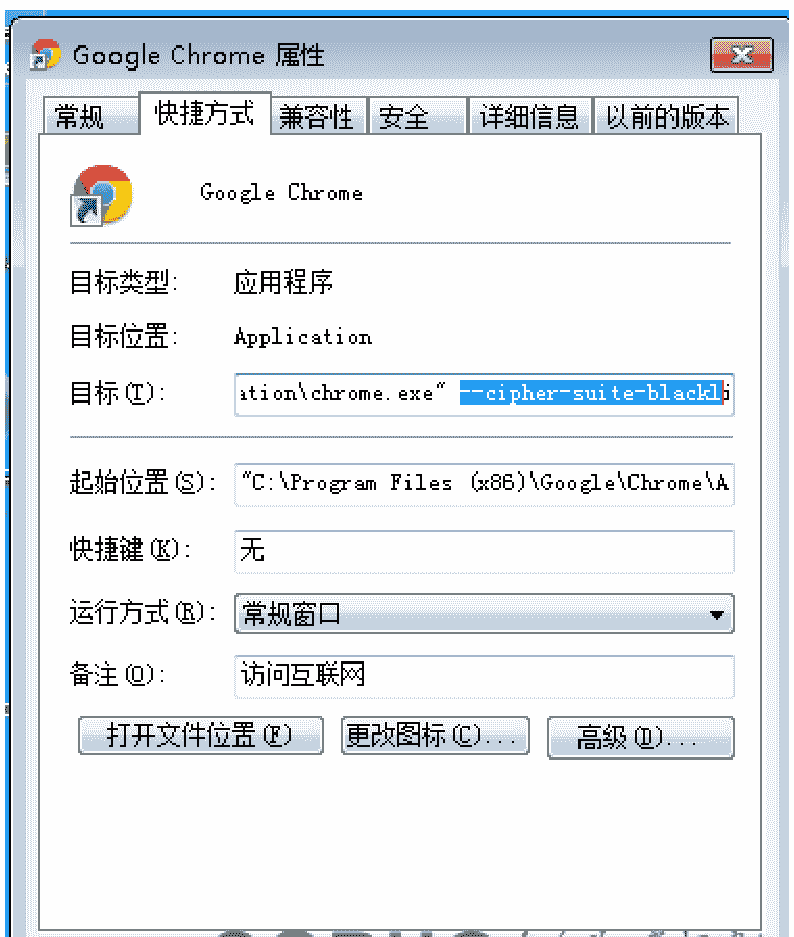 Google Chrome 属性
常规 快捷方式 兼容性 安全 详细信息 以前的版本
Google Chrome
目标类型: 应用程序
目标位置: Application
目标(T): ation\chrome.exe" --cipher-suite-blackli
起始位置(S): "C:\Program Files (x86)\Google\Chrome\A
快捷键(K): 无
运行方式(R): 常规窗口
备注(O): 访问互联网
打开文件位置(F) 更改图标(C)... 高级(D)...